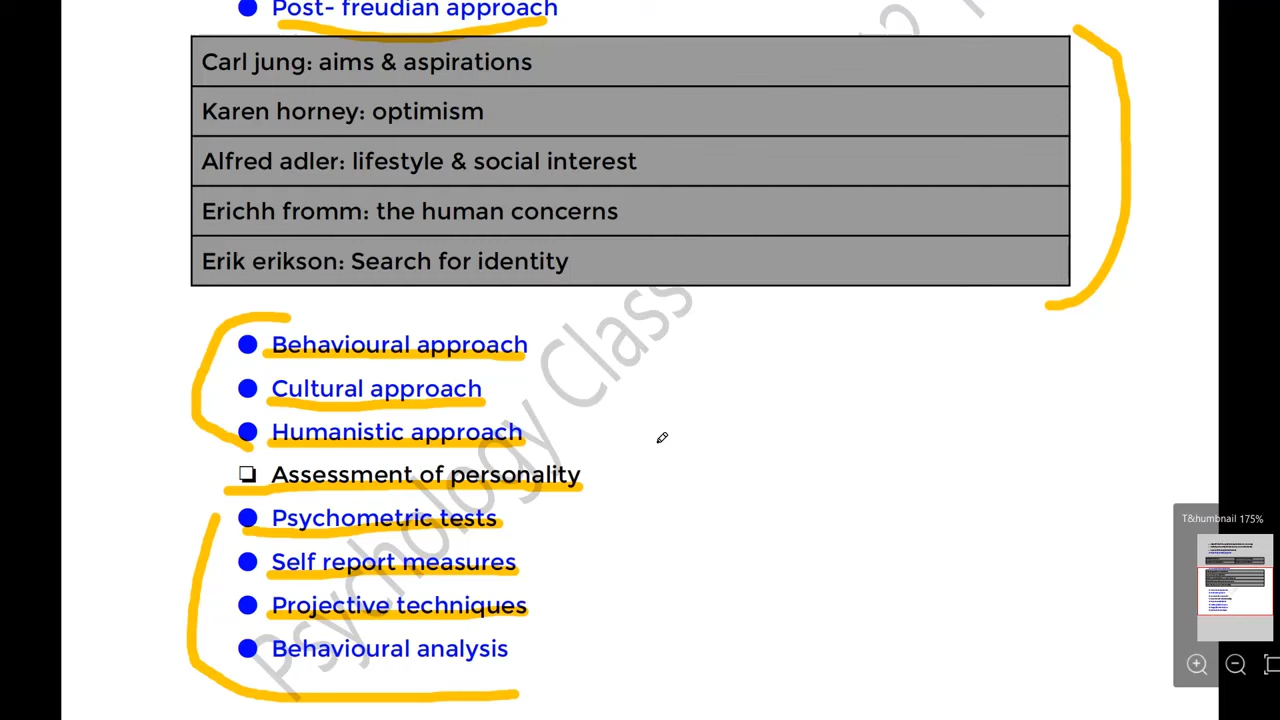 Post- freudian approach
Carl jung: aims & aspirations
Karen horney: optimism
Alfred adler: lifestyle & social interest
Erichh fromm: the human concerns
Erik erikson: Search for identity
Behavioural approach
Cultural approach
Humanistic approach
Assessment of personality
Psychometric tests
Self report measures
Projective techniques
Behavioural analysis
Psychology Class
T&humbnail 175%